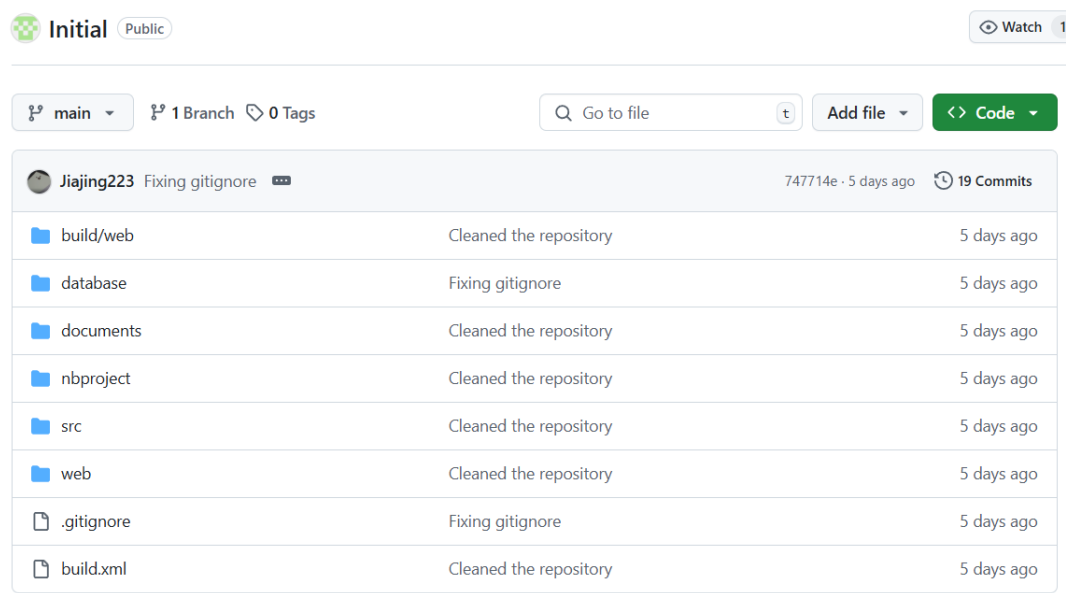 Initial Public Watch 1
main 1 Branch 0 Tags Go to file t Add file Code
Jiajing223 Fixing gitignore 747714e · 5 days ago 19 Commits
build/web Cleaned the repository 5 days ago
database Fixing gitignore 5 days ago
documents Cleaned the repository 5 days ago
nbproject Cleaned the repository 5 days ago
src Cleaned the repository 5 days ago
web Cleaned the repository 5 days ago
.gitignore Fixing gitignore 5 days ago
build.xml Cleaned the repository 5 days ago